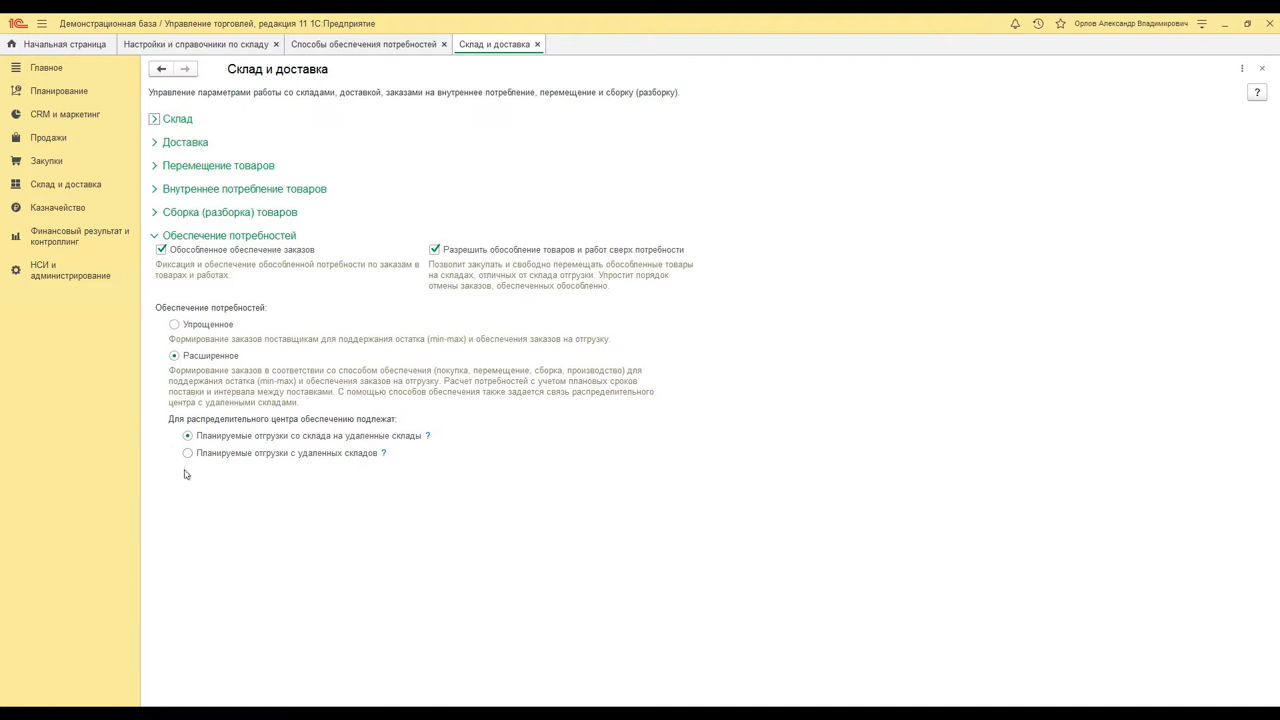 1С Демонстрационная база / Управление торговлей, редакция 11 1С:Предприятие Орлов Александр Владимирович
Начальная страница Настройки и справочники по складу × Способы обеспечения потребностей × Склад и доставка ×
Главное
Планирование
CRM и маркетинг
Продажи
Закупки
Склад и доставка
Казначейство
Финансовый результат и
контроллинг
НСИ и
администрирование
Склад и доставка
Управление параметрами работы со складами, доставкой, заказами на внутреннее потребление, перемещение и сборку (разборку).
?
Склад
Доставка
Перемещение товаров
Внутреннее потребление товаров
Сборка (разборка) товаров
Обеспечение потребностей
Обособленное обеспечение заказов
Фиксация и обеспечение обособленной потребности по заказам в
товарах и работах.
Разрешить обособление товаров и работ сверх потребности
Позволит закупать и свободно перемещать обособленные товары
на складах, отличных от склада отгрузки. Упростит порядок
отмены заказов, обеспеченных обособленно.
Обеспечение потребностей:
Упрощенное
Формирование заказов поставщикам для поддержания остатка (min-max) и обеспечения заказов на отгрузку.
Расширенное
Формирование заказов в соответствии со способом обеспечения (покупка, перемещение, сборка, производство) для
поддержания остатка (min-max) и обеспечения заказов на отгрузку. Расчет потребностей с учетом плановых сроков
поставки и интервала между поставками. С помощью способов обеспечения также задается связь распределительного
центра с удаленными складами.
Для распределительного центра обеспечению подлежат:
Планируемые отгрузки со склада на удаленные склады ?
Планируемые отгрузки с удаленных складов ?